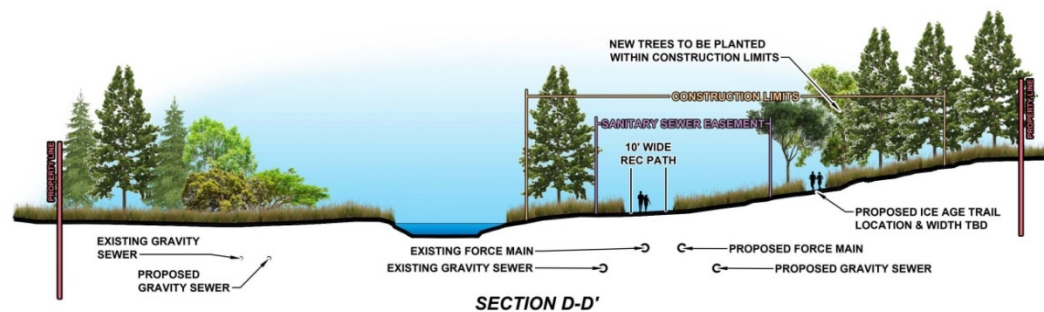 NEW TREES TO BE PLANTED
WITHIN CONSTRUCTION LIMITS
CONSTRUCTION LIMITS
SANITARY SEWER EASEMENT
10' WIDE
REC PATH
PROPERTY LINE
PROPERTY LINE
EXISTING GRAVITY
SEWER
PROPOSED
GRAVITY SEWER
EXISTING FORCE MAIN
EXISTING GRAVITY SEWER
PROPOSED FORCE MAIN
PROPOSED GRAVITY SEWER
PROPOSED ICE AGE TRAIL
LOCATION & WIDTH TBD
SECTION D-D'